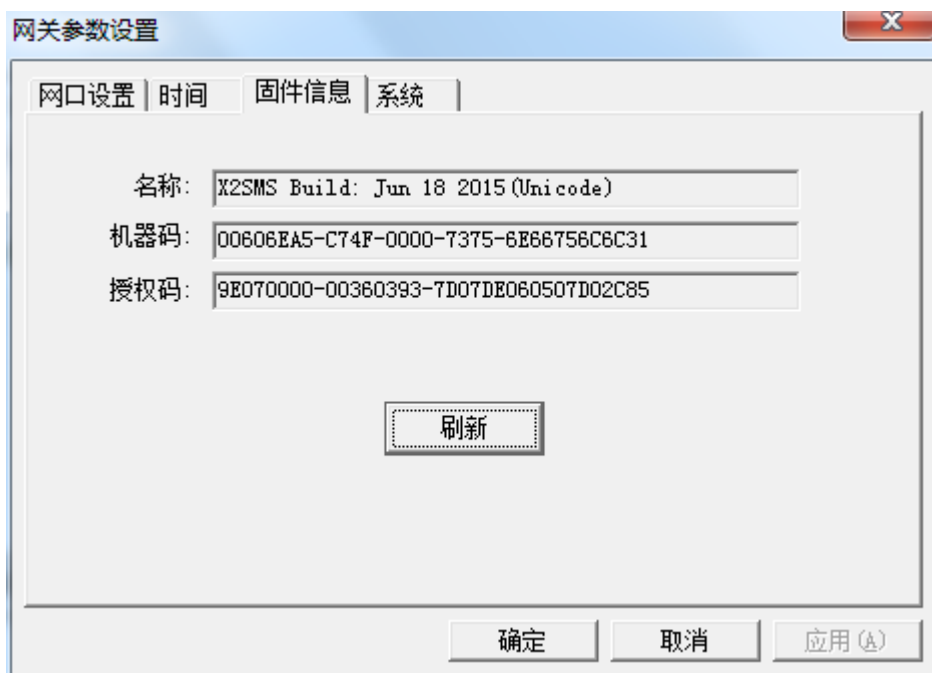 网关参数设置
网口设置 时间 固件信息 系统
名称: X2SMS Build: Jun 18 2015(Unicode)
机器码: 00606EA5-C74F-0000-7375-6E66756C6C31
授权码: 9E070000-00360393-7D07DE060507D02C85
刷新
确定 取消 应用(A)